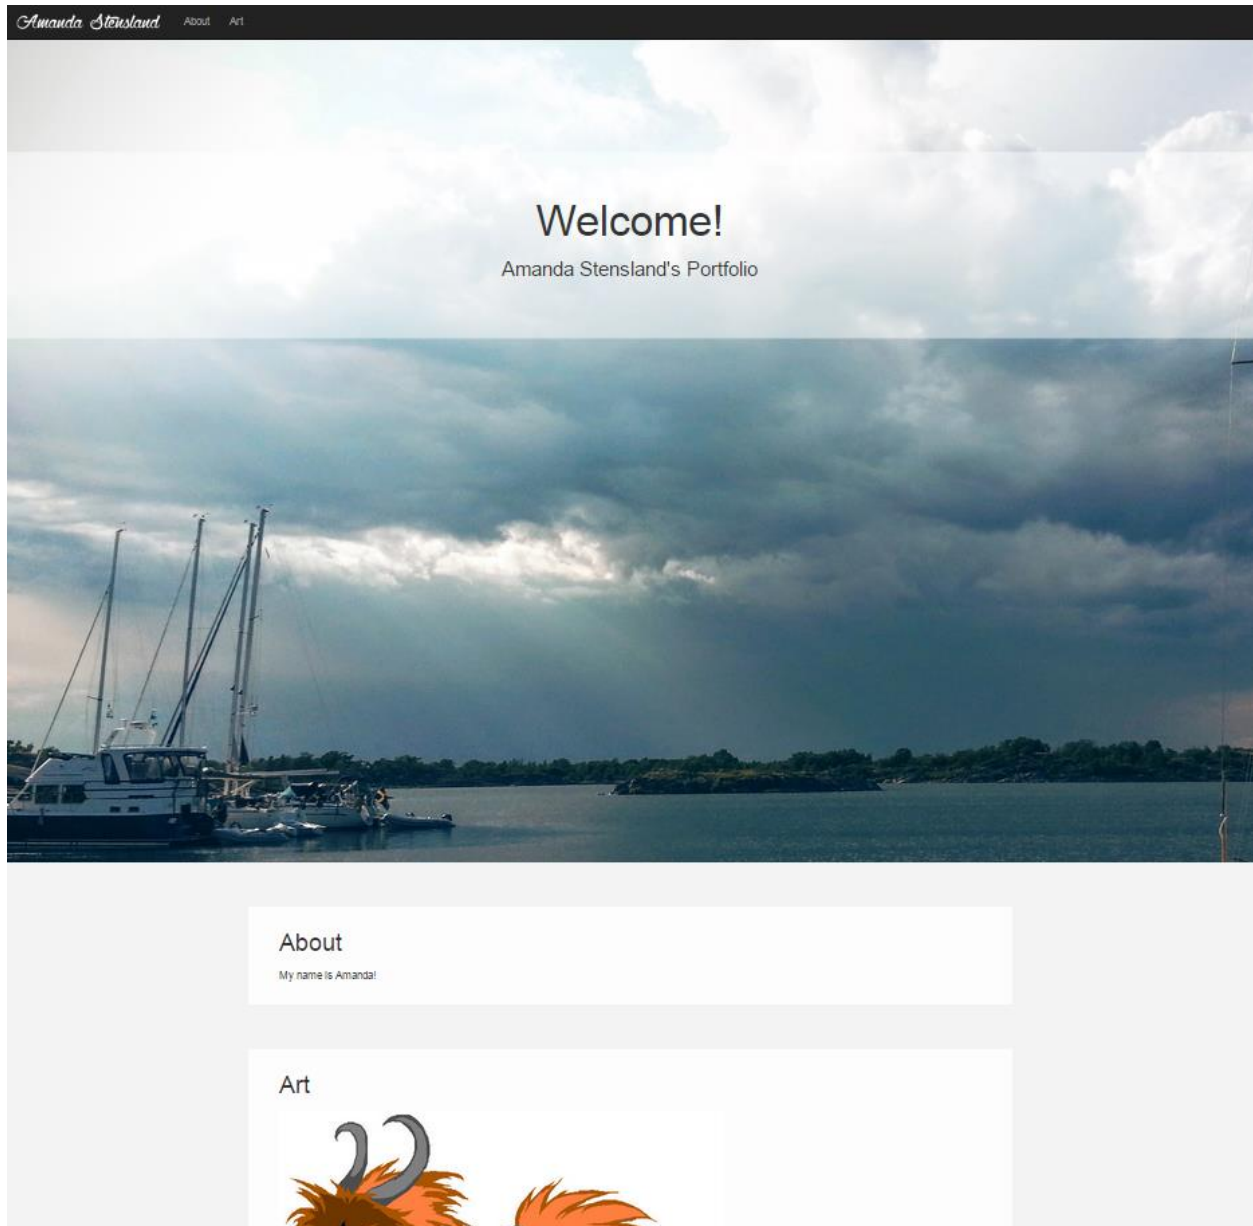 Amanda Stensland About Art
Welcome!
Amanda Stensland's Portfolio
About
My name is Amanda!
Art